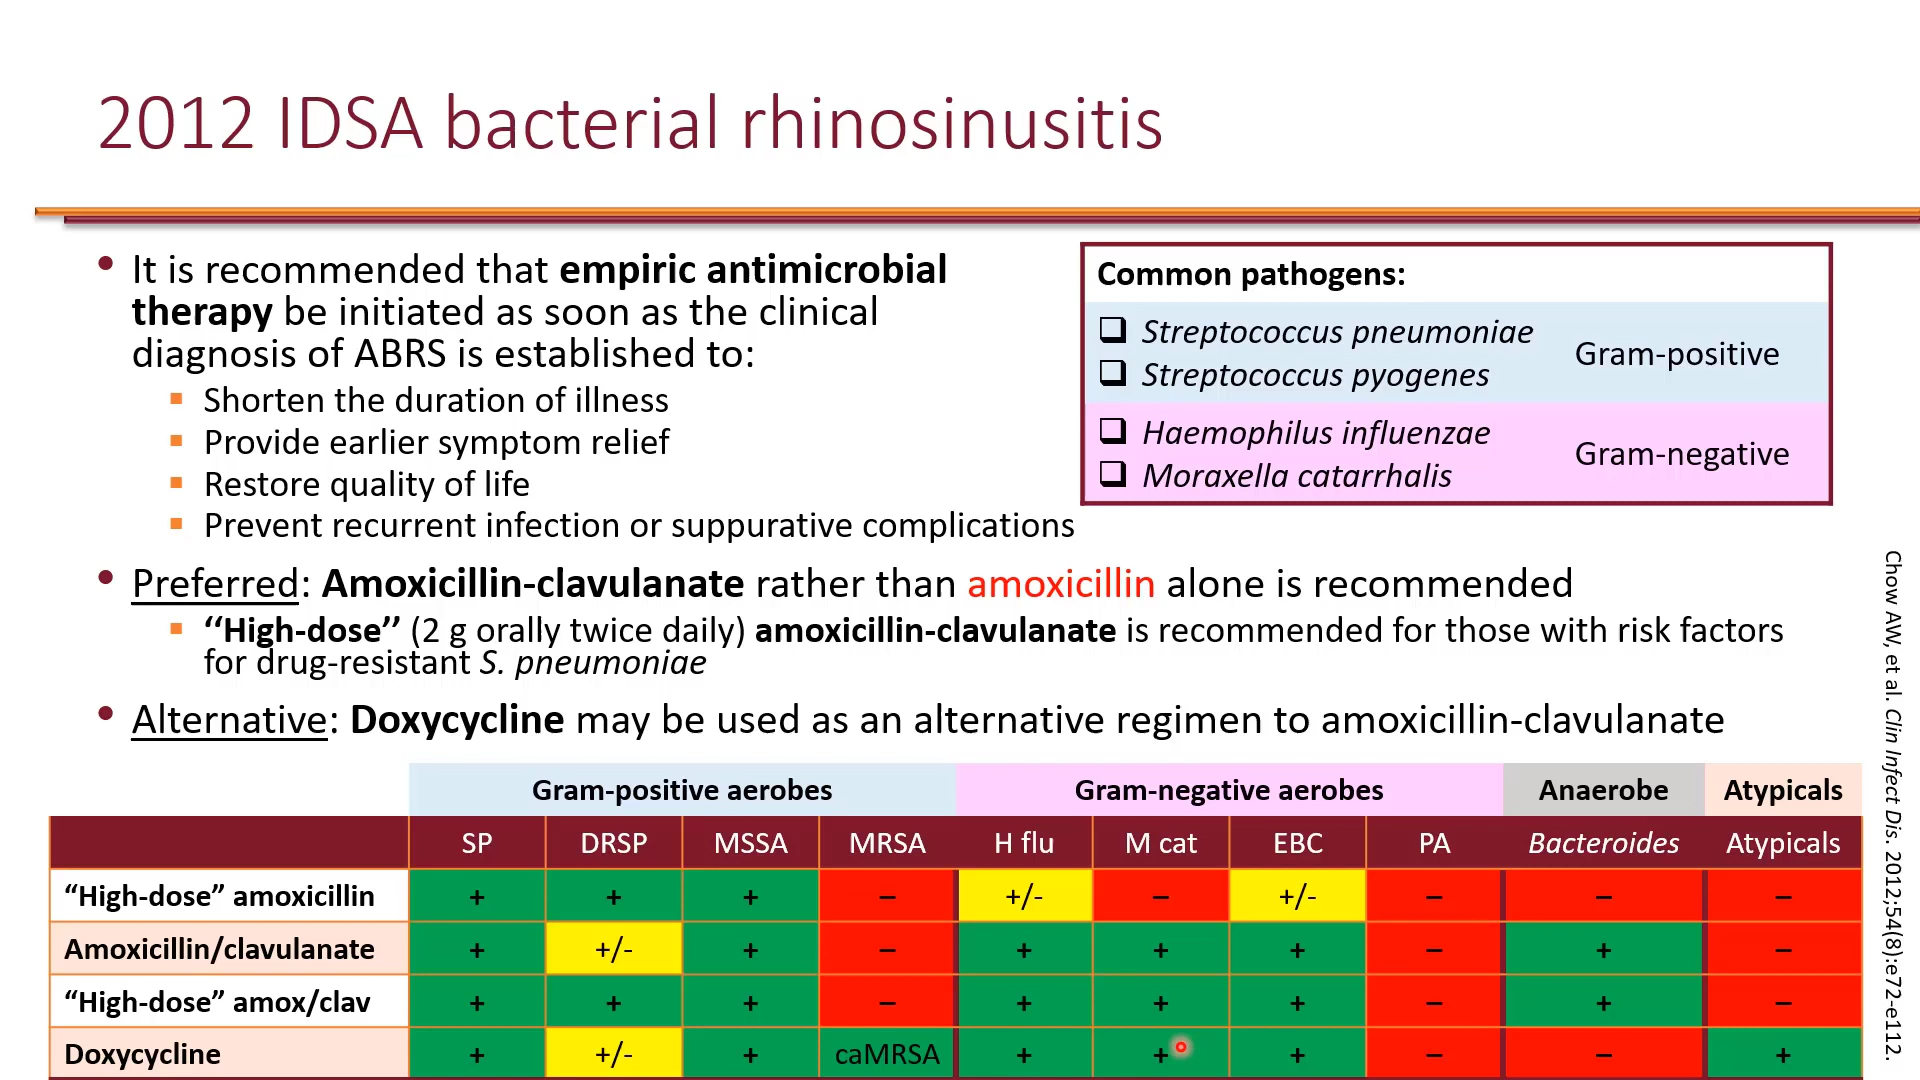 2012 IDSA bacterial rhinosinusitis
• It is recommended that empiric antimicrobial
therapy be initiated as soon as the clinical
diagnosis of ABRS is established to:
▪ Shorten the duration of illness
▪ Provide earlier symptom relief
▪ Restore quality of life
▪ Prevent recurrent infection or suppurative complications
Common pathogens:
❑ Streptococcus pneumoniae
❑ Streptococcus pyogenes
Gram-positive
❑ Haemophilus influenzae
❑ Moraxella catarrhalis
Gram-negative
• Preferred: Amoxicillin-clavulanate rather than amoxicillin alone is recommended
▪ “High-dose” (2 g orally twice daily) amoxicillin-clavulanate is recommended for those with risk factors
for drug-resistant S. pneumoniae
• Alternative: Doxycycline may be used as an alternative regimen to amoxicillin-clavulanate
Gram-positive aerobes Gram-negative aerobes Anaerobe Atypicals
SP DRSP MSSA MRSA H flu M cat EBC PA Bacteroides Atypicals
“High-dose” amoxicillin + + + – +/- – +/- – – –
Amoxicillin/clavulanate + +/- + – + + + – + –
“High-dose” amox/clav + + + – + + + – + –
Doxycycline + +/- + caMRSA + + + – – +
Chow AW, et al. Clin Infect Dis. 2012;54(8):e72-e112.